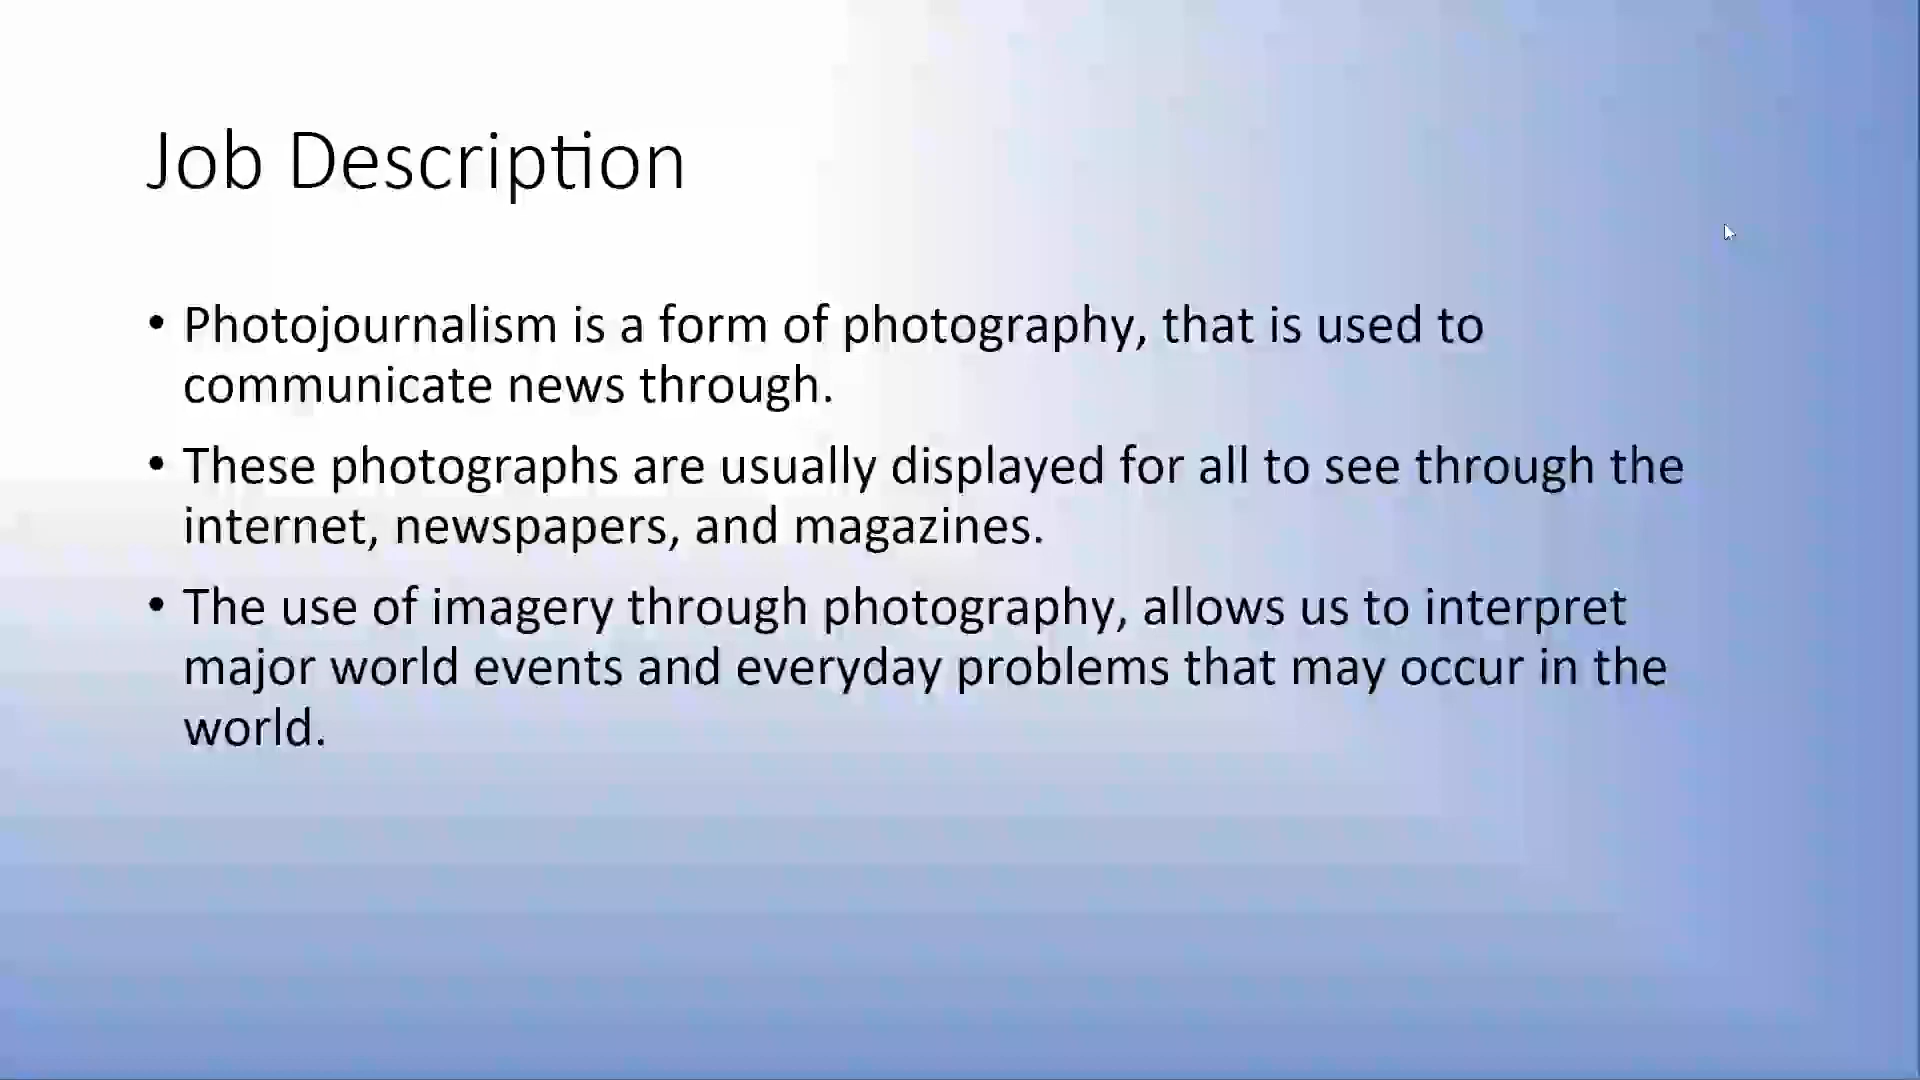 Job Description
• Photojournalism is a form of photography, that is used to
communicate news through.
• These photographs are usually displayed for all to see through the
internet, newspapers, and magazines.
• The use of imagery through photography, allows us to interpret
major world events and everyday problems that may occur in the
world.